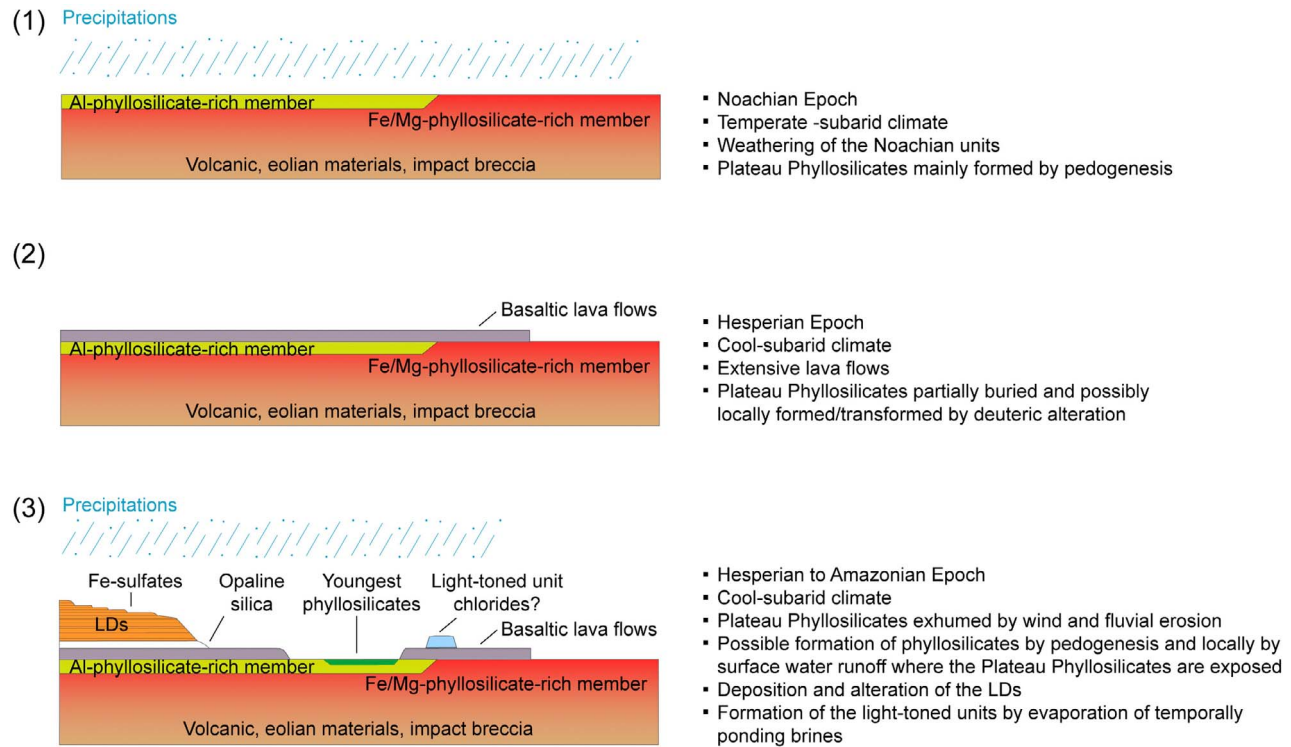 (1)
Precipitations
Al-phyllosilicate-rich member
Fe/Mg-phyllosilicate-rich member
Volcanic, eolian materials, impact breccia
▪ Noachian Epoch
▪ Temperate -subarid climate
▪ Weathering of the Noachian units
▪ Plateau Phyllosilicates mainly formed by pedogenesis
(2)
Basaltic lava flows
Al-phyllosilicate-rich member
Fe/Mg-phyllosilicate-rich member
Volcanic, eolian materials, impact breccia
▪ Hesperian Epoch
▪ Cool-subarid climate
▪ Extensive lava flows
▪ Plateau Phyllosilicates partially buried and possibly
locally formed/transformed by deuteric alteration
(3)
Precipitations
Fe-sulfates
Opaline
silica
Youngest
phyllosilicates
Light-toned unit
chlorides?
LDs
Basaltic lava flows
Al-phyllosilicate-rich member
Fe/Mg-phyllosilicate-rich member
Volcanic, eolian materials, impact breccia
▪ Hesperian to Amazonian Epoch
▪ Cool-subarid climate
▪ Plateau Phyllosilicates exhumed by wind and fluvial erosion
▪ Possible formation of phyllosilicates by pedogenesis and locally by
surface water runoff where the Plateau Phyllosilicates are exposed
▪ Deposition and alteration of the LDs
▪ Formation of the light-toned units by evaporation of temporally
ponding brines